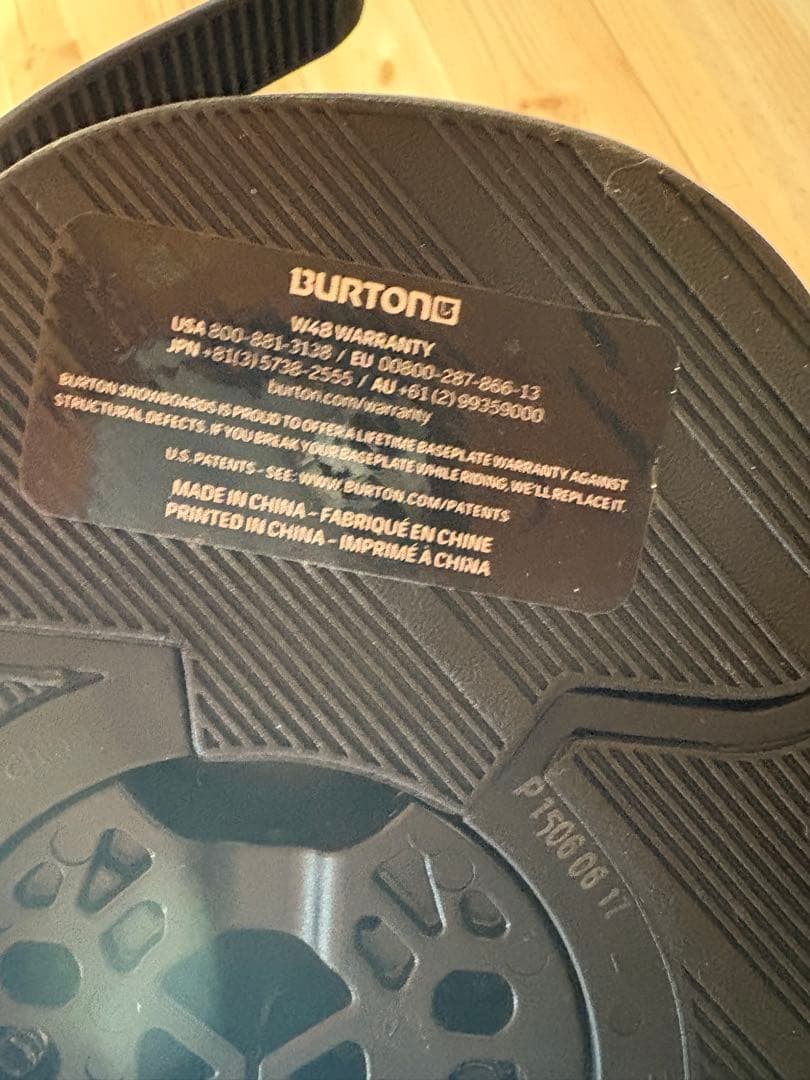 BURTON
W48 WARRANTY
USA 800-881-3138 / EU 00800-287-866-13
JPN +81(3) 5738-2555 / AU +61 (2) 99359000
burton.com/warranty
BURTON SNOWBOARDS IS PROUD TO OFFER A LIFETIME BASEPLATE WARRANTY AGAINST
STRUCTURAL DEFECTS. IF YOU BREAK YOUR BASEPLATE WHILE RIDING, WE'LL REPLACE IT.
U.S. PATENTS - SEE: WWW.BURTON.COM/PATENTS
MADE IN CHINA - FABRIQUÉ EN CHINE
PRINTED IN CHINA - IMPRIMÉ À CHINA
P 1506 06 17